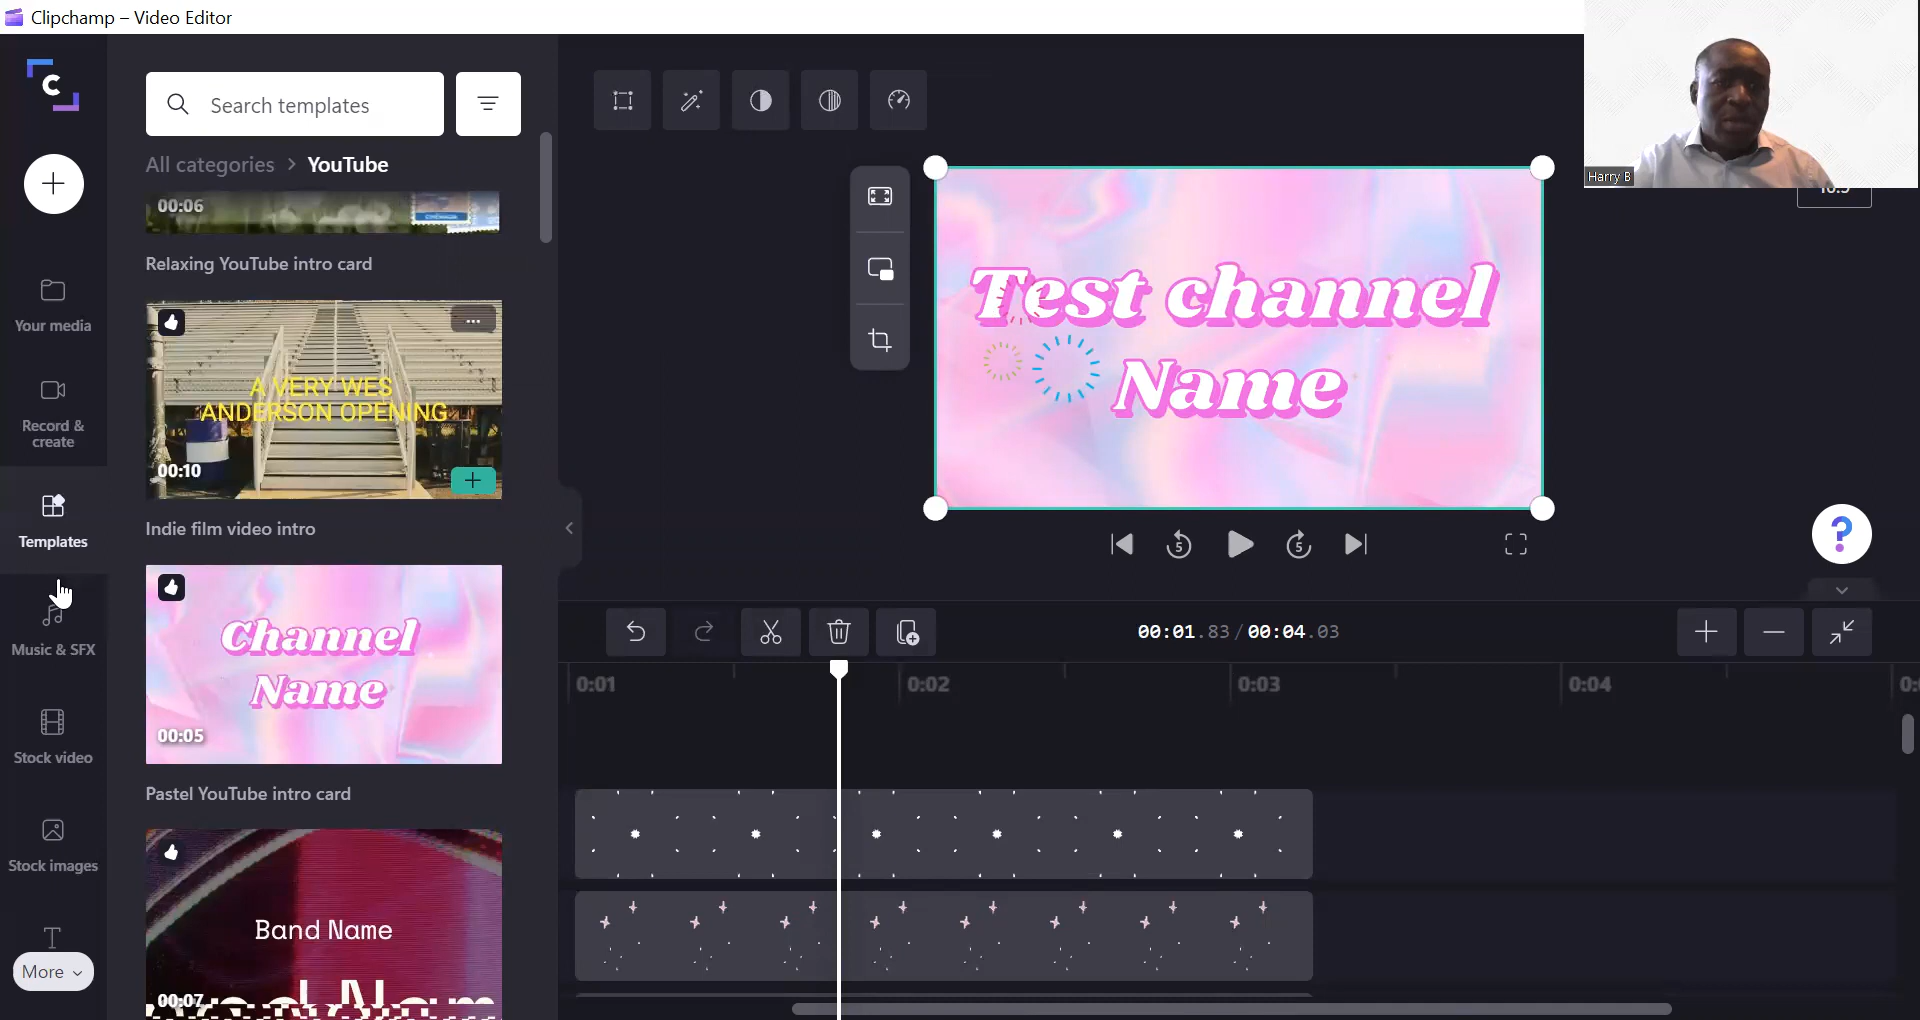 Clipchamp – Video Editor
C
Search templates
All categories > YouTube
00:06
Relaxing YouTube intro card
A VERY WES
ANDERSON OPENING
00:10
Indie film video intro
Channel
Name
00:05
Pastel YouTube intro card
Band Name
00:07
Your media
Record &
create
Templates
Music & SFX
Stock video
Stock images
T
More
Test channel
Name
Harry B
5
5
?
00:01.83/00:04.03
0:01
0:02
0:03
0:04